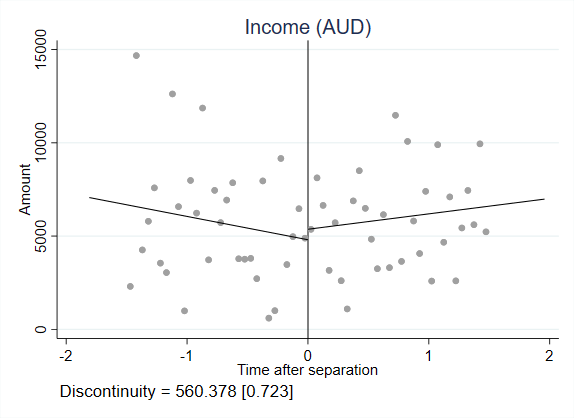 Income (AUD)
15000
10000
5000
0
Amount
-2 -1 0 1 2
Time after separation
Discontinuity = 560.378 [0.723]